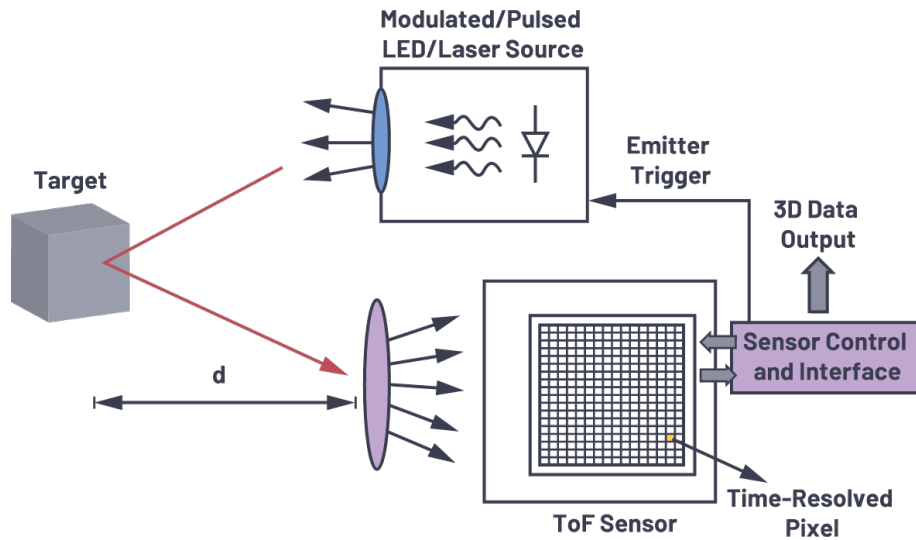 Modulated/Pulsed
LED/Laser Source
Target
Emitter
Trigger
3D Data
Output
Sensor Control
and Interface
d
Time-Resolved
Pixel
ToF Sensor